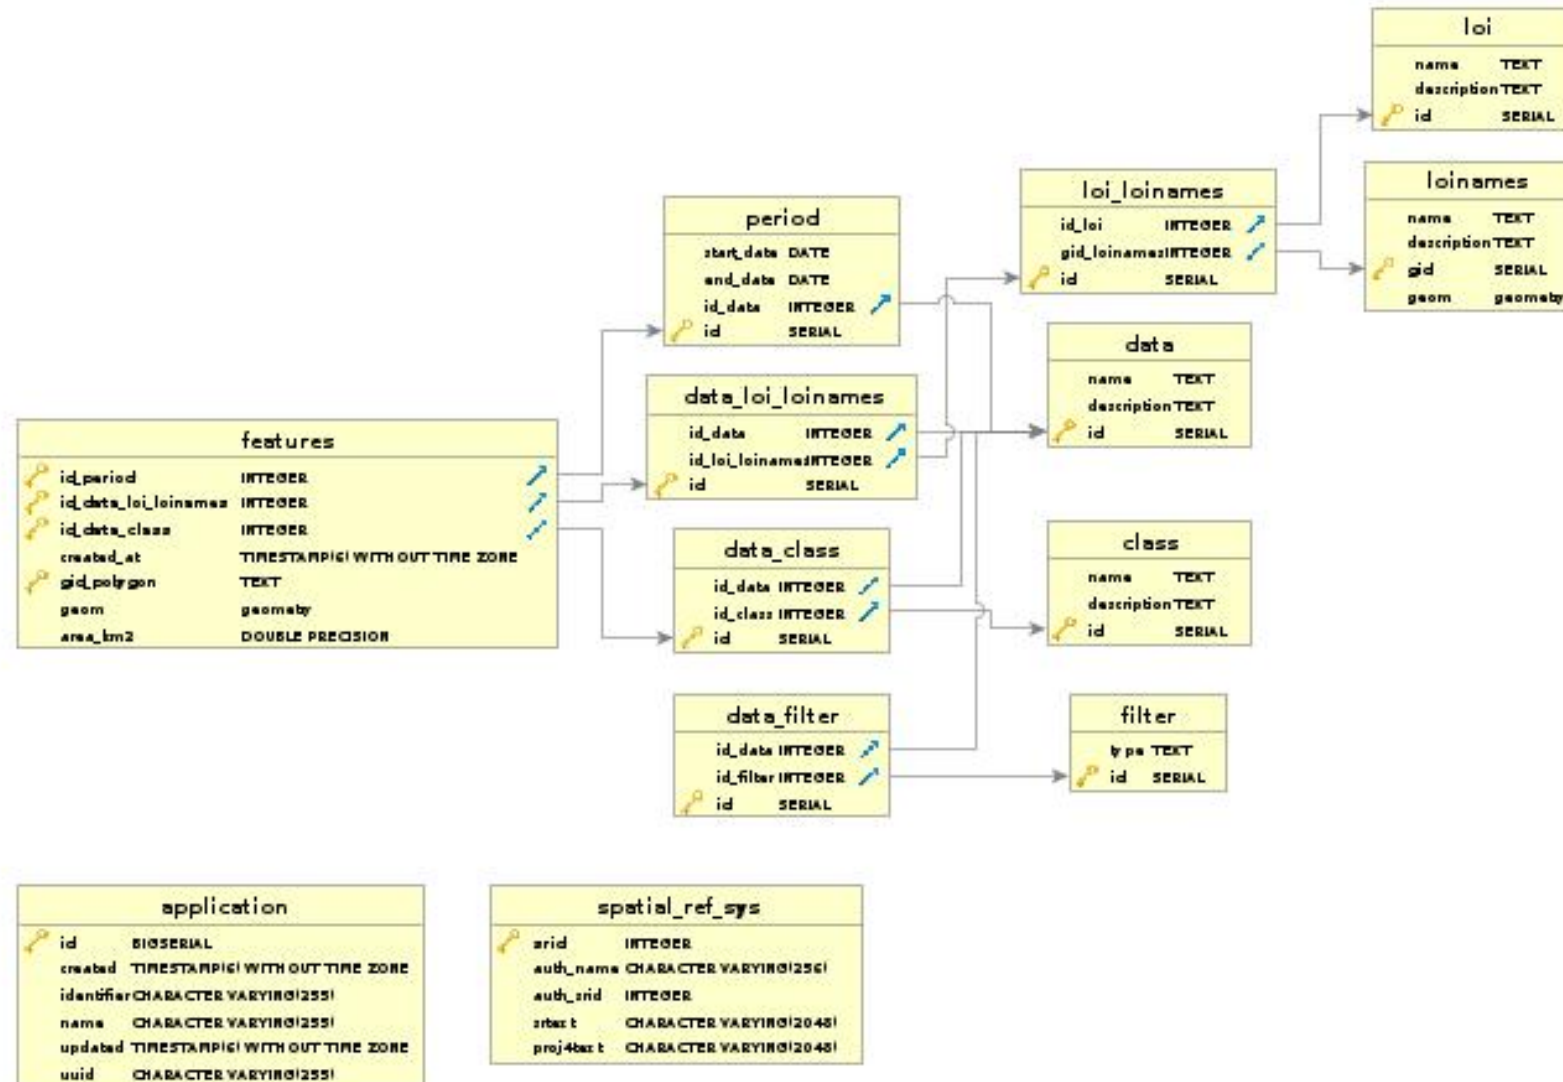 loi
name TEXT
description TEXT
id SERIAL
loinames
name TEXT
description TEXT
gid SERIAL
geom geometry
loi_loinames
id_loi INTEGER
gid_loinames INTEGER
id SERIAL
period
start_date DATE
end_date DATE
id_data INTEGER
id SERIAL
data
name TEXT
description TEXT
id SERIAL
data_loi_loinames
id_data INTEGER
id_loi_loinames INTEGER
id SERIAL
features
id_period INTEGER
id_data_loi_loinames INTEGER
id_data_class INTEGER
created_at TIMESTAMP(6) WITHOUT TIME ZONE
gid_polygon TEXT
geom geometry
area_km2 DOUBLE PRECISION
data_class
id_data INTEGER
id_class INTEGER
id SERIAL
class
name TEXT
description TEXT
id SERIAL
data_filter
id_data INTEGER
id_filter INTEGER
id SERIAL
filter
type TEXT
id SERIAL
application
id BIGSERIAL
created TIMESTAMP(6) WITHOUT TIME ZONE
identifier CHARACTER VARYING(255)
name CHARACTER VARYING(255)
updated TIMESTAMP(6) WITHOUT TIME ZONE
uuid CHARACTER VARYING(255)
spatial_ref_sys
srid INTEGER
auth_name CHARACTER VARYING(256)
auth_srid INTEGER
srtext CHARACTER VARYING(2048)
proj4text CHARACTER VARYING(2048)